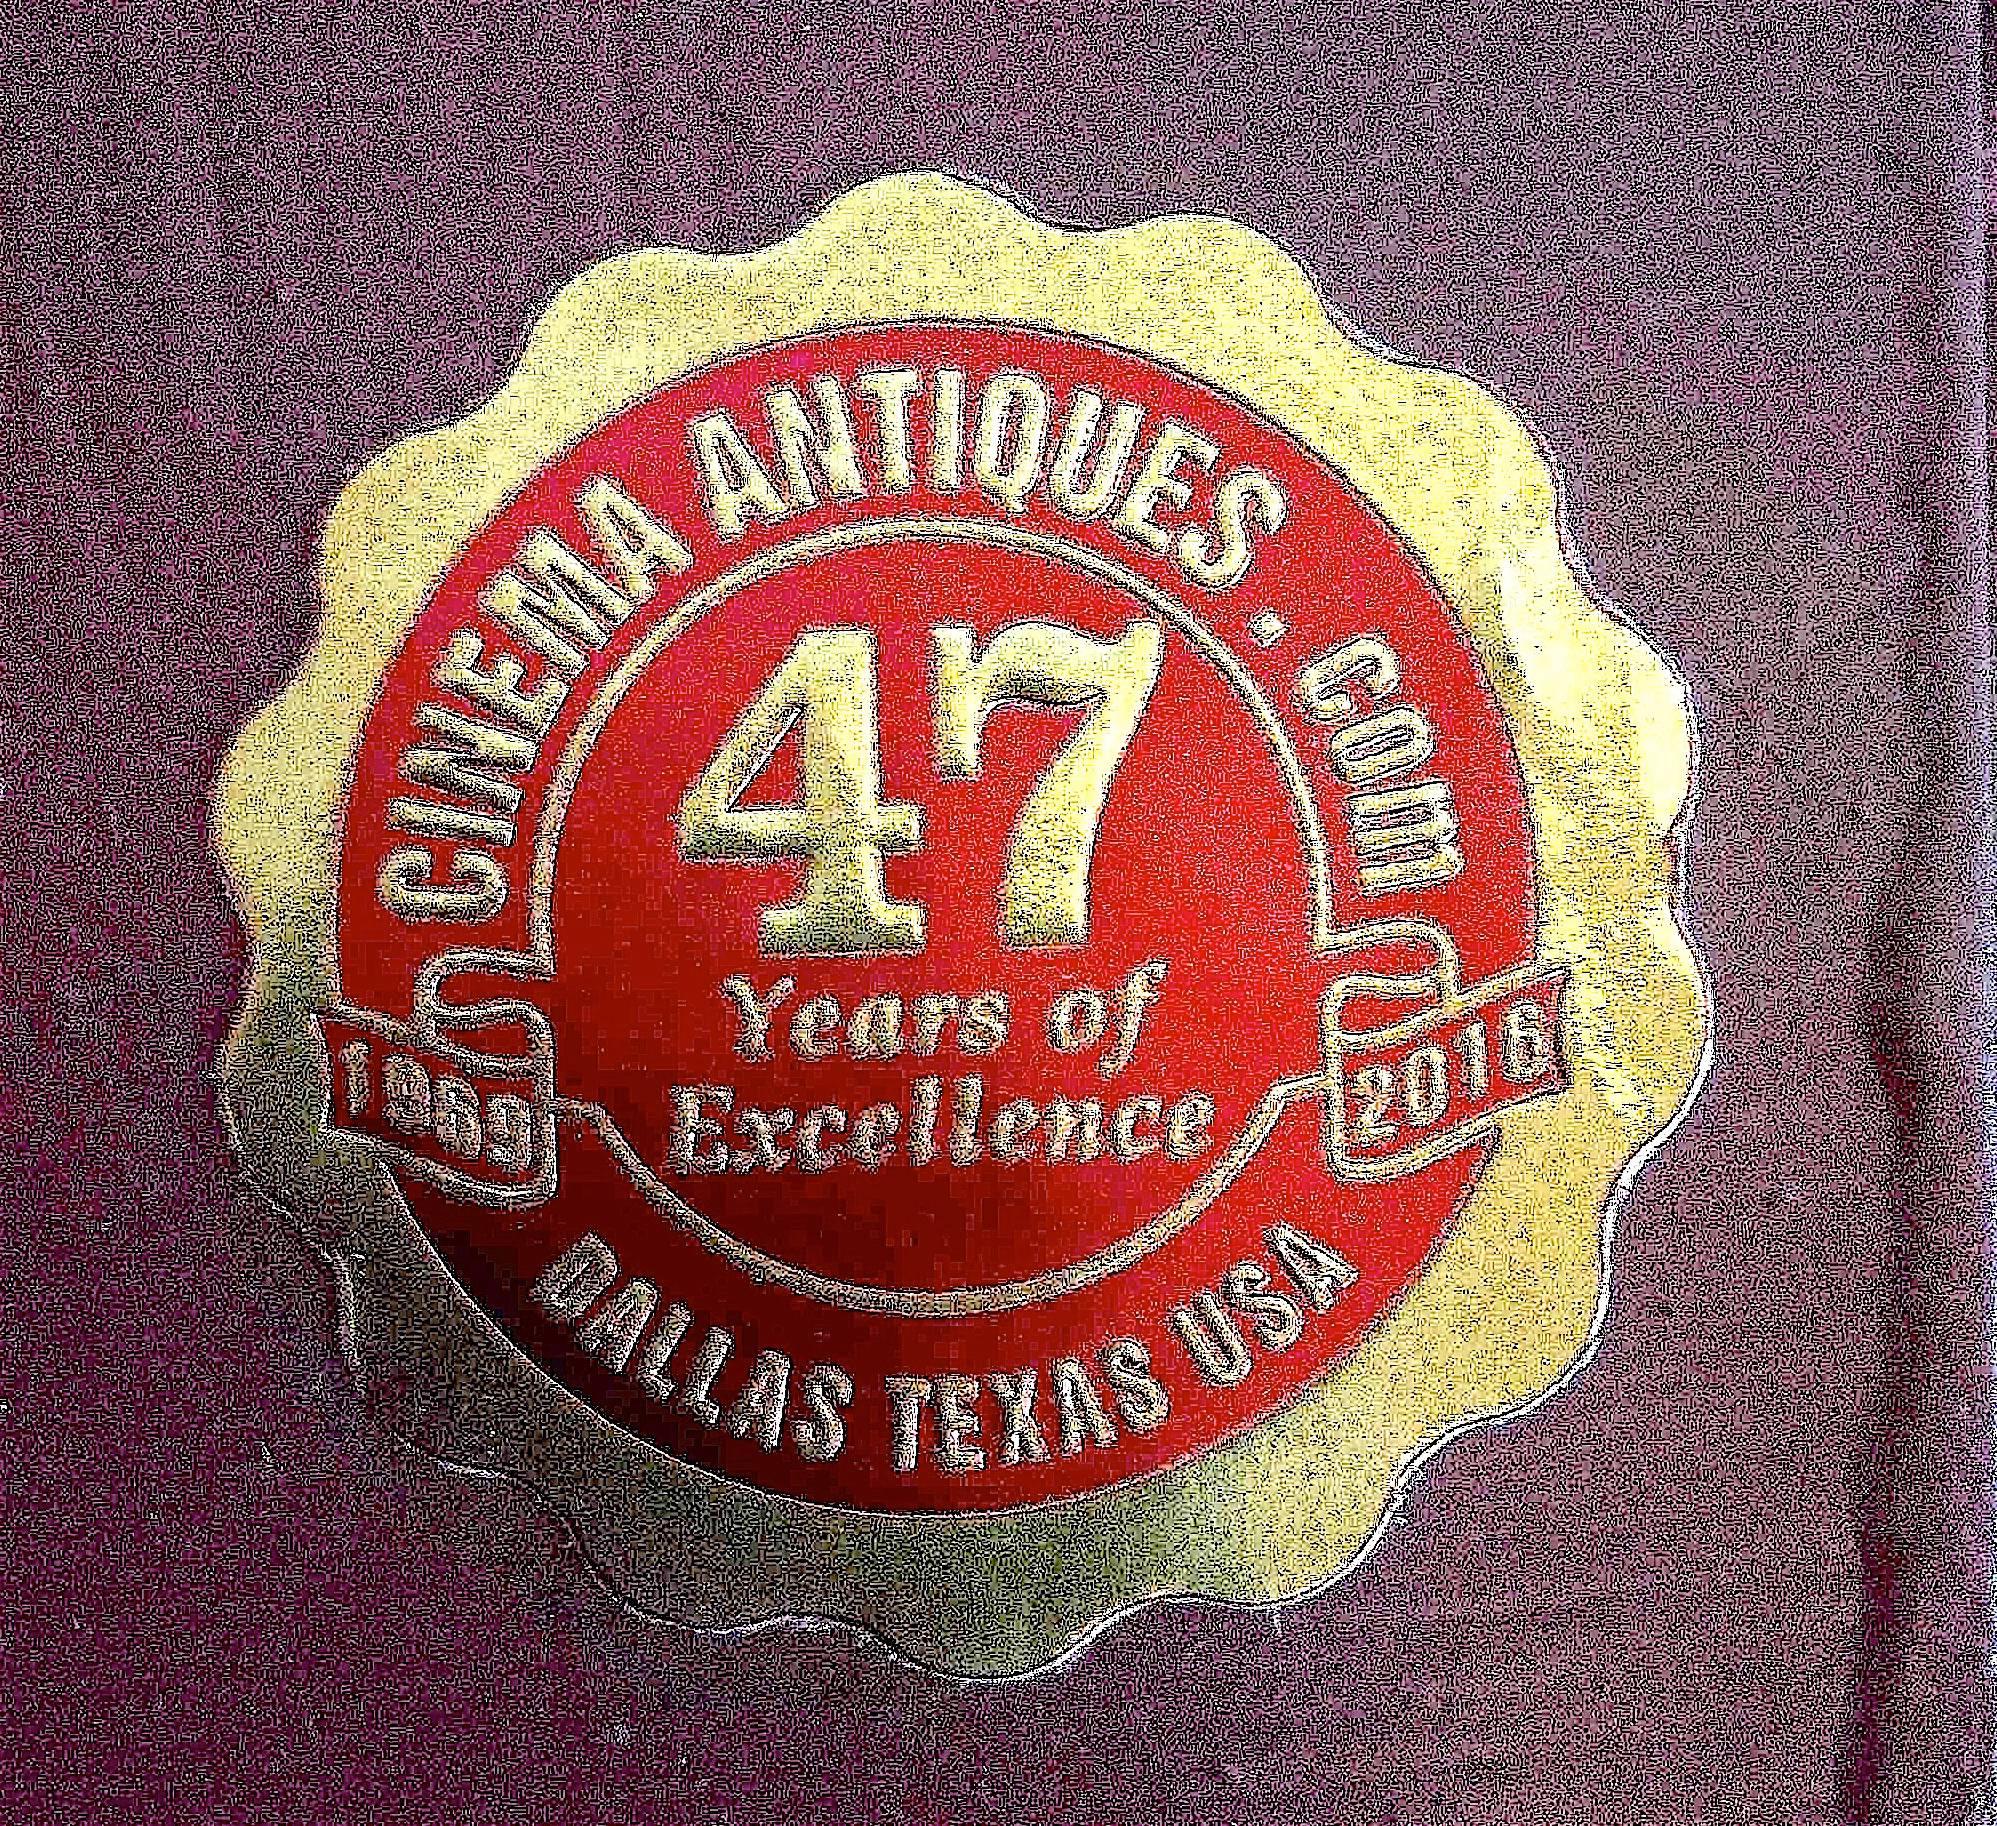 CINEMA ANTIQUES.COM
47
Years of
Excellence
1969
2016
DALLAS TEXAS USA